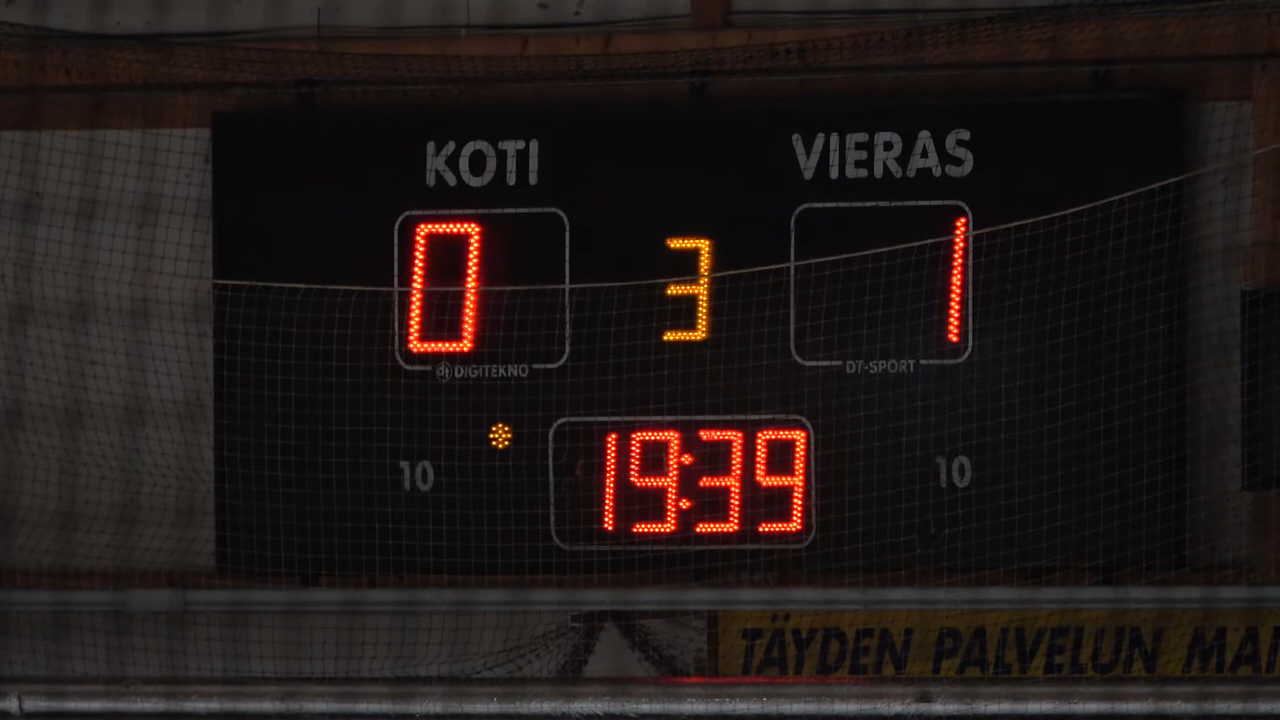 KOTI VIERAS
0 3 1
DIGITEKNO DT-SPORT
10 19:39 10
TÄYDEN PALVELUN